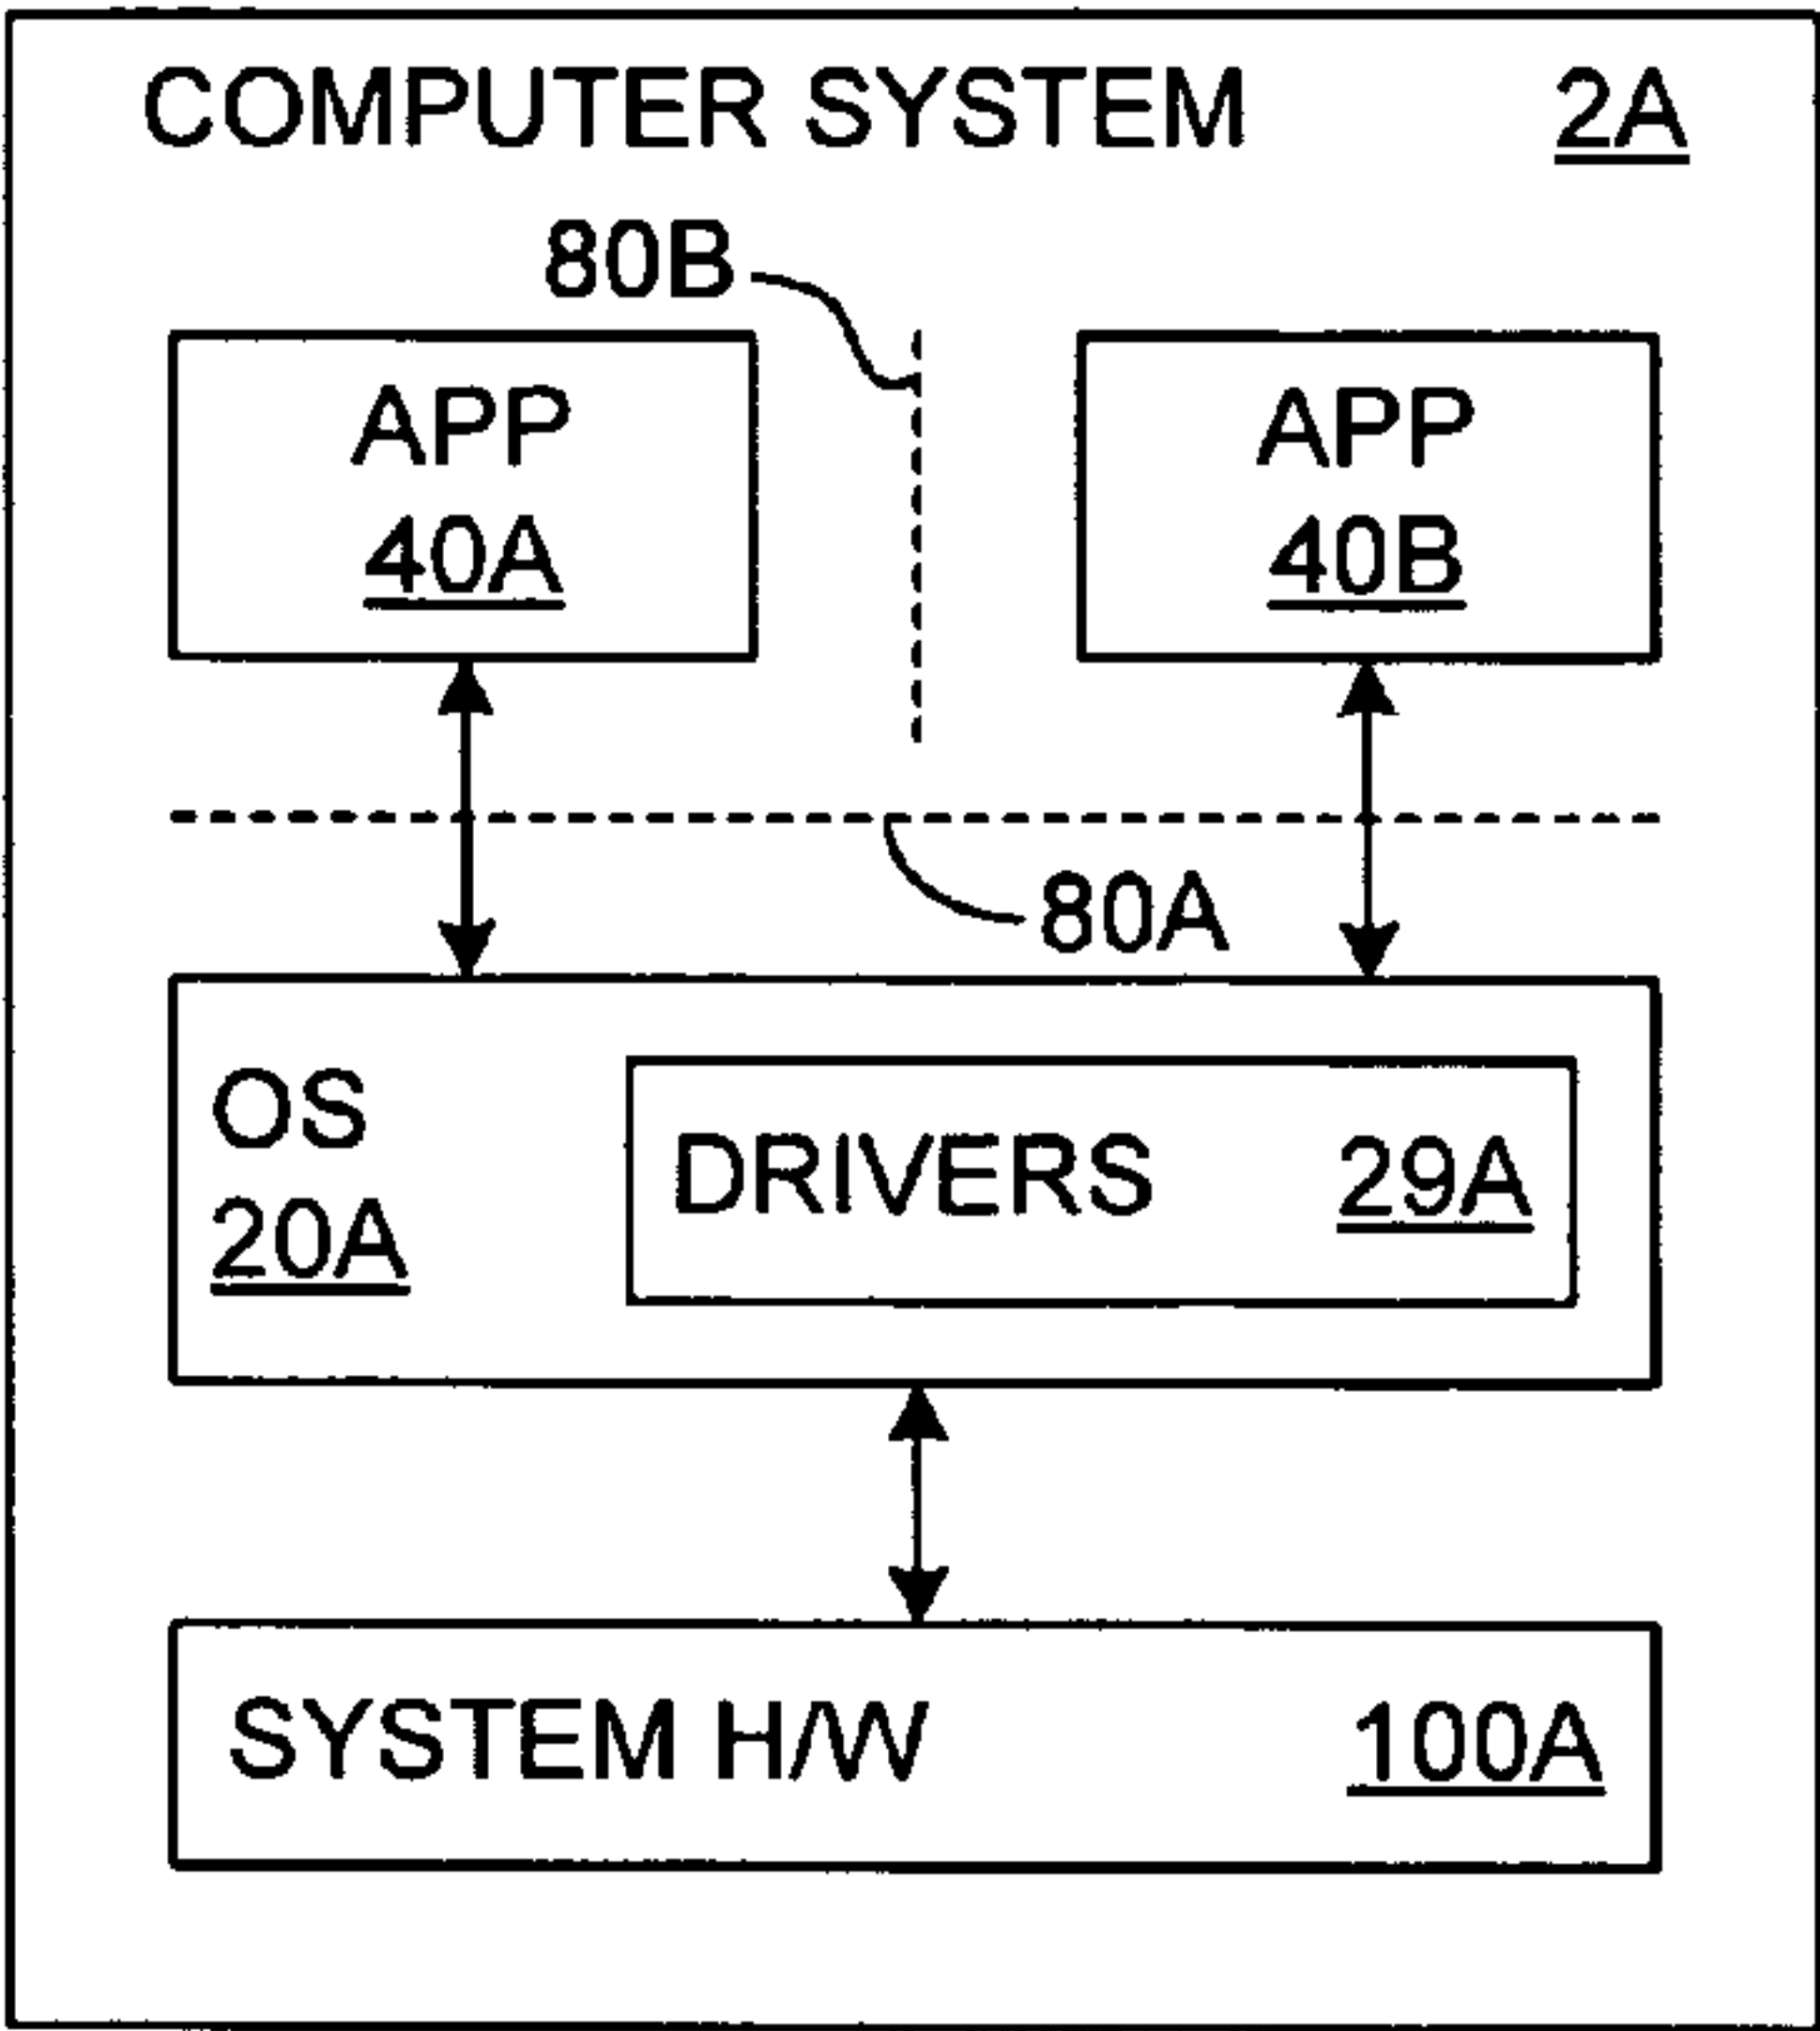 COMPUTER SYSTEM 2A
80B
APP
40A
APP
40B
80A
OS
20A
DRIVERS 29A
SYSTEM H/W 100A